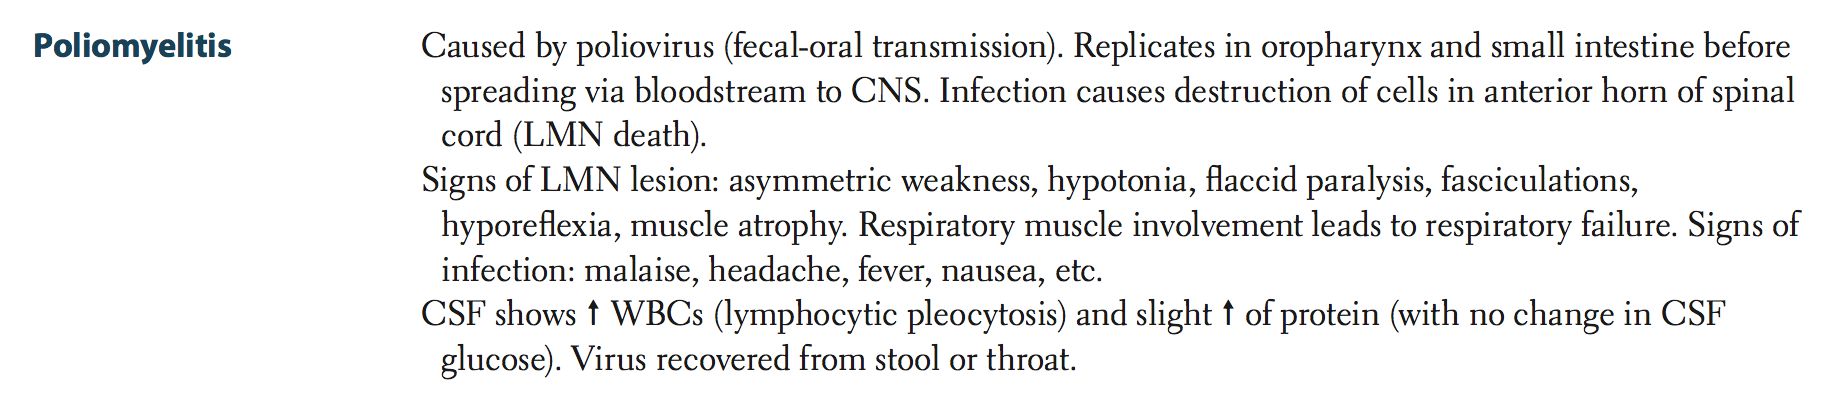 Poliomyelitis
Caused by poliovirus (fecal-oral transmission). Replicates in oropharynx and small intestine before
spreading via bloodstream to CNS. Infection causes destruction of cells in anterior horn of spinal
cord (LMN death).
Signs of LMN lesion: asymmetric weakness, hypotonia, flaccid paralysis, fasciculations,
hyporeflexia, muscle atrophy. Respiratory muscle involvement leads to respiratory failure. Signs of
infection: malaise, headache, fever, nausea, etc.
CSF shows ↑ WBCs (lymphocytic pleocytosis) and slight ↑ of protein (with no change in CSF
glucose). Virus recovered from stool or throat.